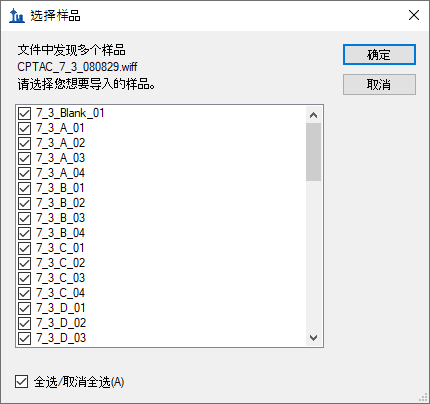 选择样品
文件中发现多个样品
CPTAC_7_3_080829.wiff
请选择您想要导入的样品。
确定
取消
7_3_Blank_01
7_3_A_01
7_3_A_02
7_3_A_03
7_3_A_04
7_3_B_01
7_3_B_02
7_3_B_03
7_3_B_04
7_3_C_01
7_3_C_02
7_3_C_03
7_3_C_04
7_3_D_01
7_3_D_02
7_3_D_03
全选/取消全选(A)